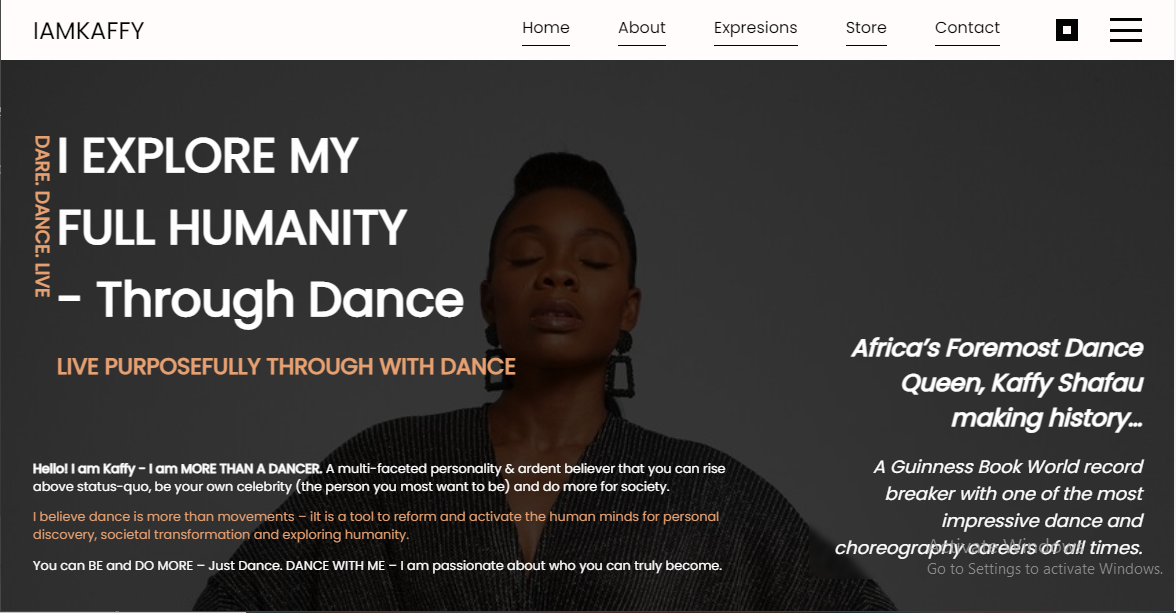 IAMKAFFY
Home About Expresions Store Contact
DARE. DANCE. LIVE
I EXPLORE MY
FULL HUMANITY
- Through Dance
LIVE PURPOSEFULLY THROUGH WITH DANCE
Hello! I am Kaffy - I am MORE THAN A DANCER. A multi-faceted personality & ardent believer that you can rise
above status-quo, be your own celebrity (the person you most want to be) and do more for society.
I believe dance is more than movements – iIt is a tool to reform and activate the human minds for personal
discovery, societal transformation and exploring humanity.
You can BE and DO MORE – Just Dance. DANCE WITH ME – I am passionate about who you can truly become.
Africa’s Foremost Dance
Queen, Kaffy Shafau
making history…
A Guinness Book World record
breaker with one of the most
impressive dance and
choreography careers of all times.
Activate Windows
Go to Settings to activate Windows.